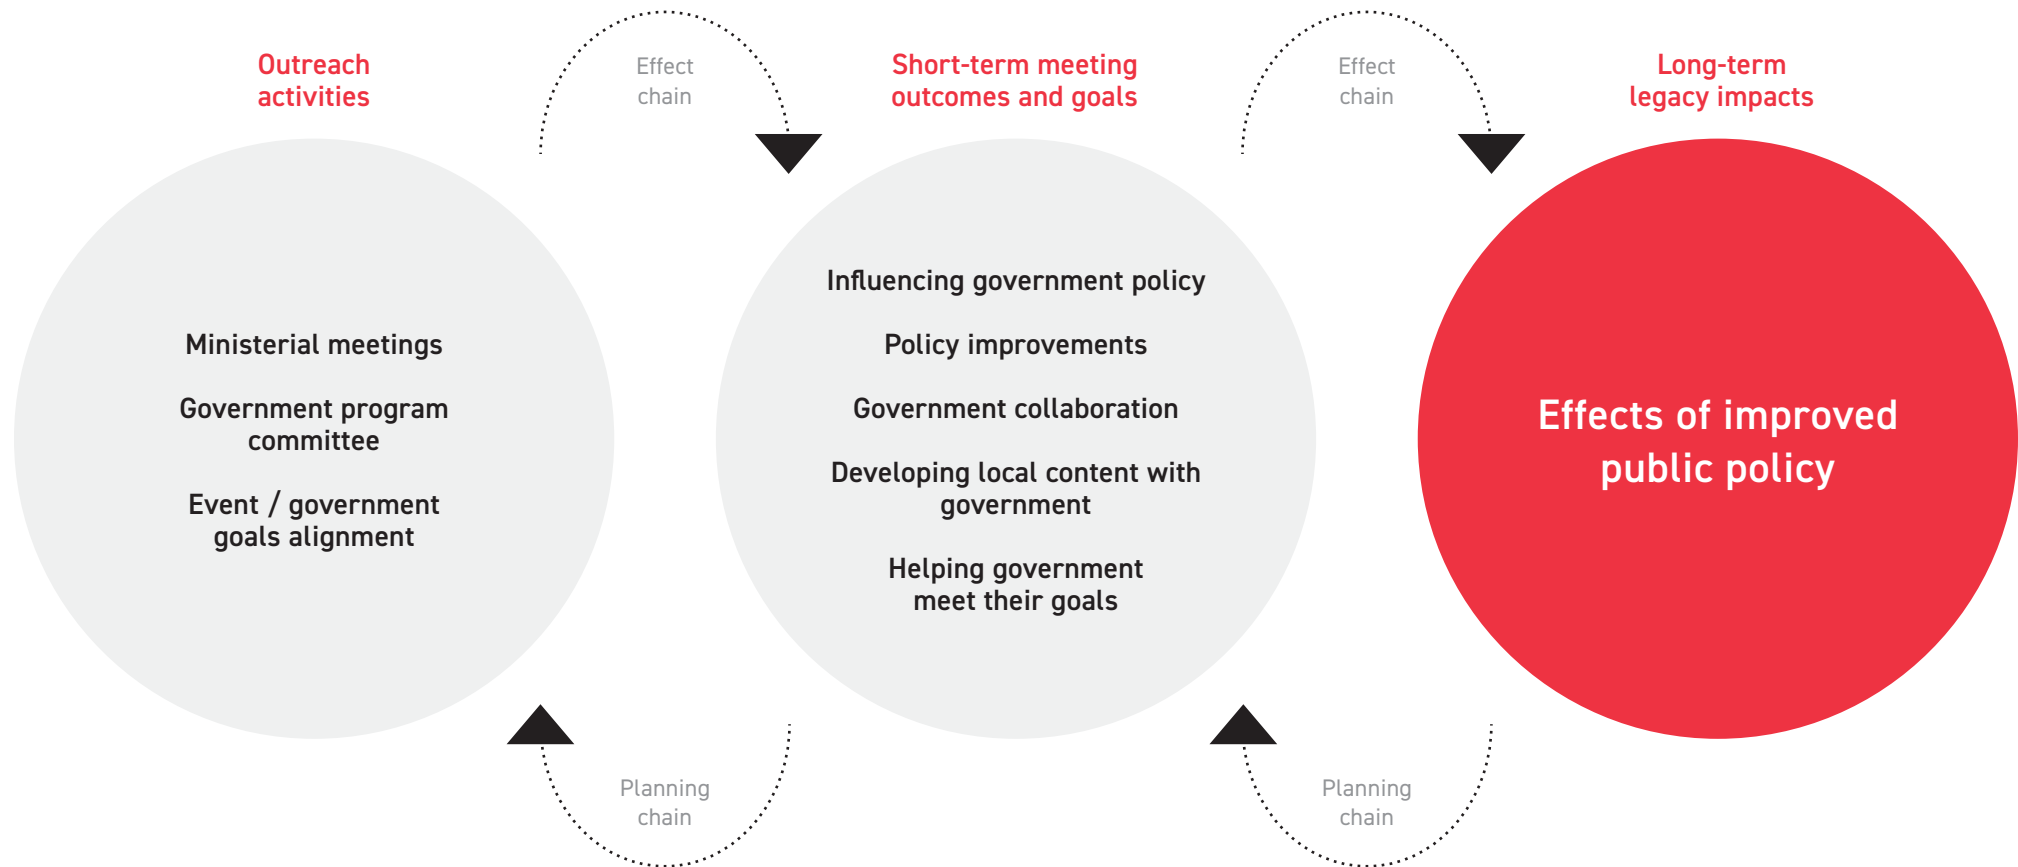 Outreach
activities
Effect
chain
Short-term meeting
outcomes and goals
Effect
chain
Long-term
legacy impacts
Ministerial meetings
Government program
committee
Event / government
goals alignment
Influencing government policy
Policy improvements
Government collaboration
Developing local content with
government
Helping government
meet their goals
Effects of improved
public policy
Planning
chain
Planning
chain